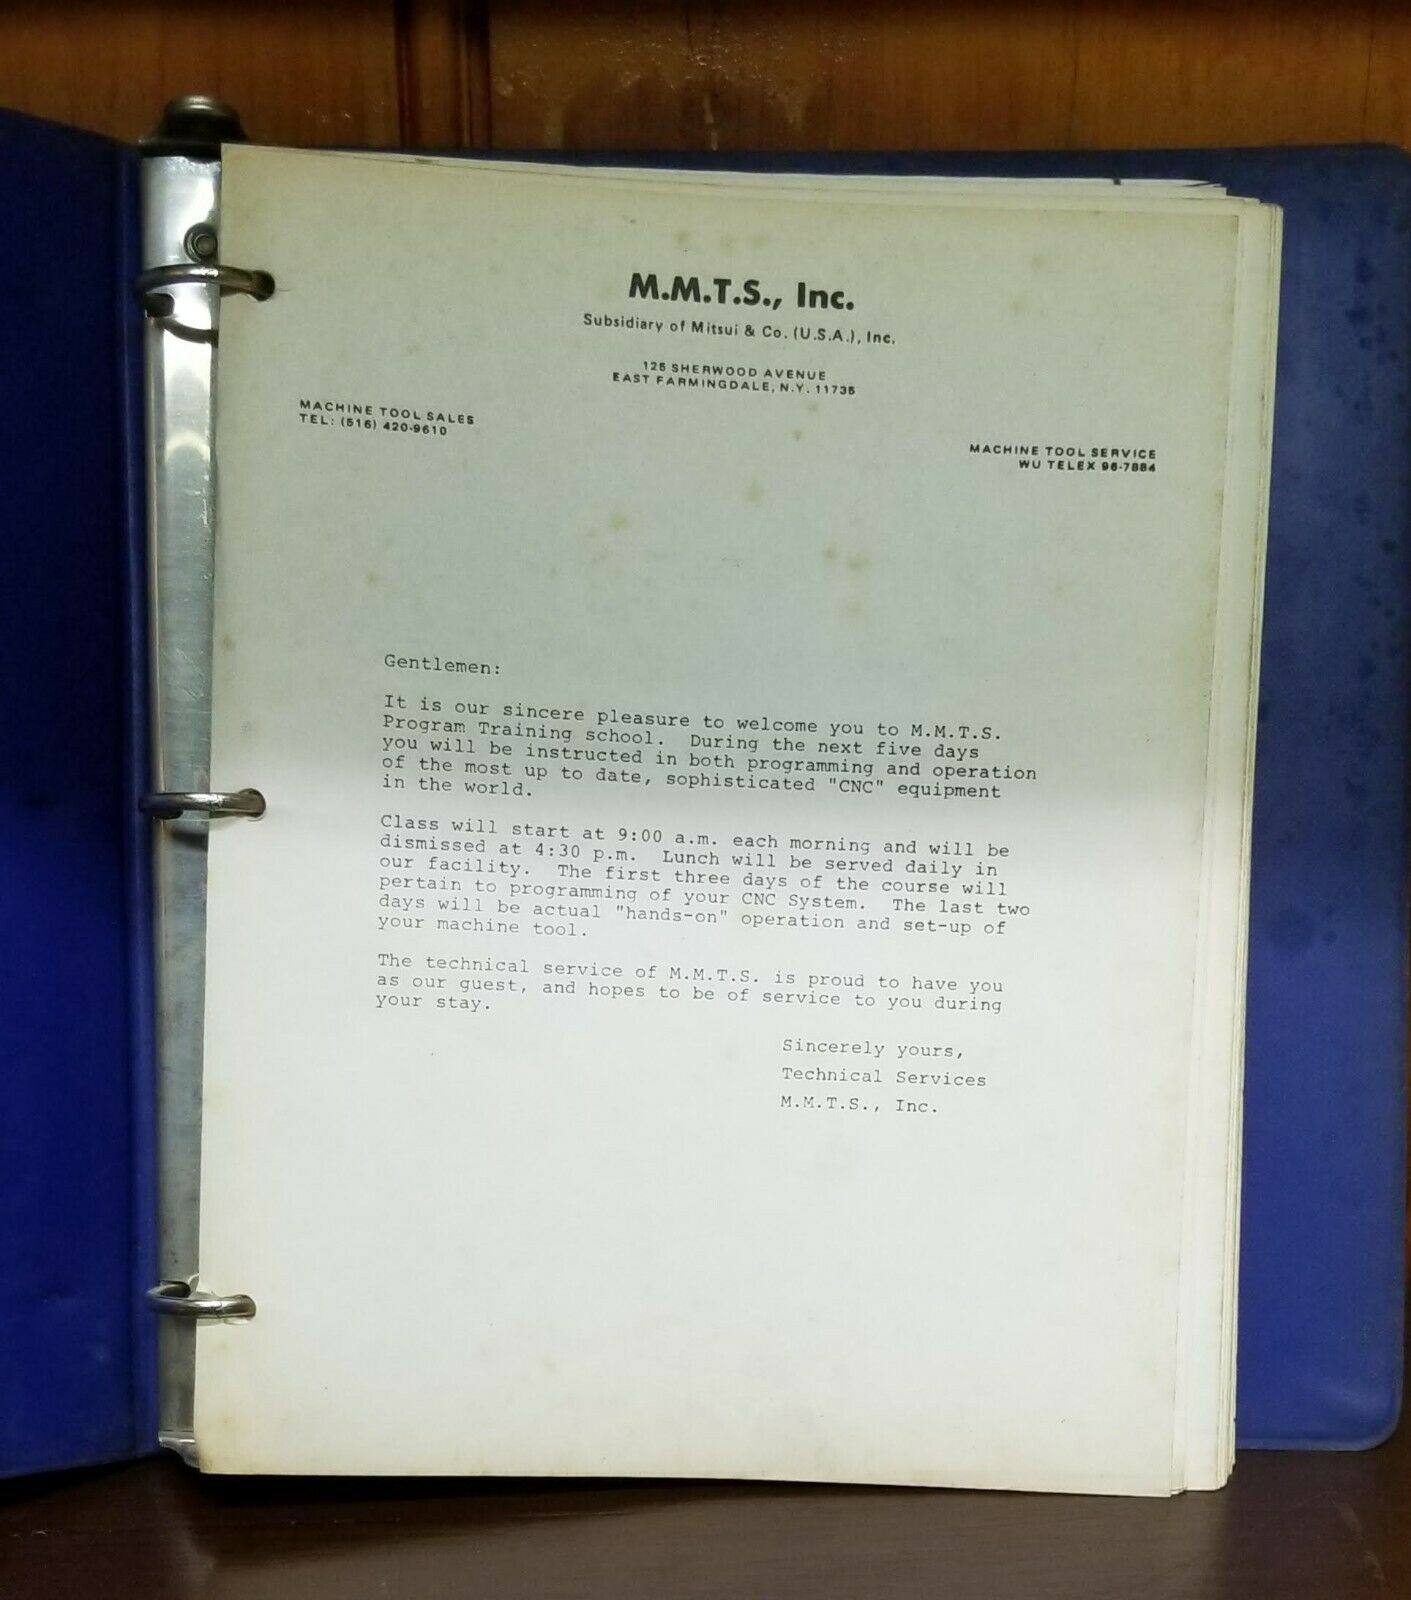 M.M.T.S., Inc.
Subsidiary of Mitsui & Co. (U.S.A.), Inc.
125 SHERWOOD AVENUE
EAST FARMINGDALE, N.Y. 11735
MACHINE TOOL SALES
TEL: (516) 420-9610
MACHINE TOOL SERVICE
WU TELEX 96-7884
Gentlemen:
It is our sincere pleasure to welcome you to M.M.T.S.
Program Training school. During the next five days
you will be instructed in both programming and operation
of the most up to date, sophisticated "CNC" equipment
in the world.
Class will start at 9:00 a.m. each morning and will be
dismissed at 4:30 p.m. Lunch will be served daily in
our facility. The first three days of the course will
pertain to programming of your CNC System. The last two
days will be actual "hands-on" operation and set-up of
your machine tool.
The technical service of M.M.T.S. is proud to have you
as our guest, and hopes to be of service to you during
your stay.
Sincerely yours,
Technical Services
M.M.T.S., Inc.